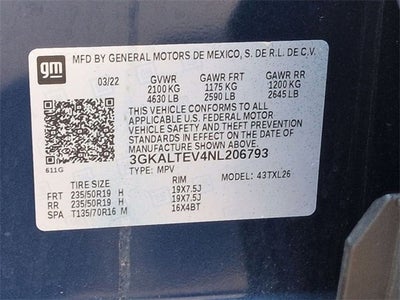 gm
MFD BY GENERAL MOTORS DE MEXICO, S. DE R.L. DE C.V.
03/22 GVWR GAWR FRT GAWR RR
2100 KG 1175 KG 1200 KG
4630 LB 2590 LB 2645 LB
THIS VEHICLE CONFORMS TO ALL
APPLICABLE U.S. FEDERAL MOTOR
VEHICLE SAFETY AND THEFT PREVENTION
STANDARDS IN EFFECT ON THE DATE OF
MANUFACTURE SHOWN ABOVE.
3GKALTEV4NL206793
611G TYPE: MPV MODEL: 43TXL26
TIRE SIZE RIM
FRT 235/50R19 H 19X7.5J
RR 235/50R19 H 19X7.5J
SPA T135/70R16 M 16X4BT